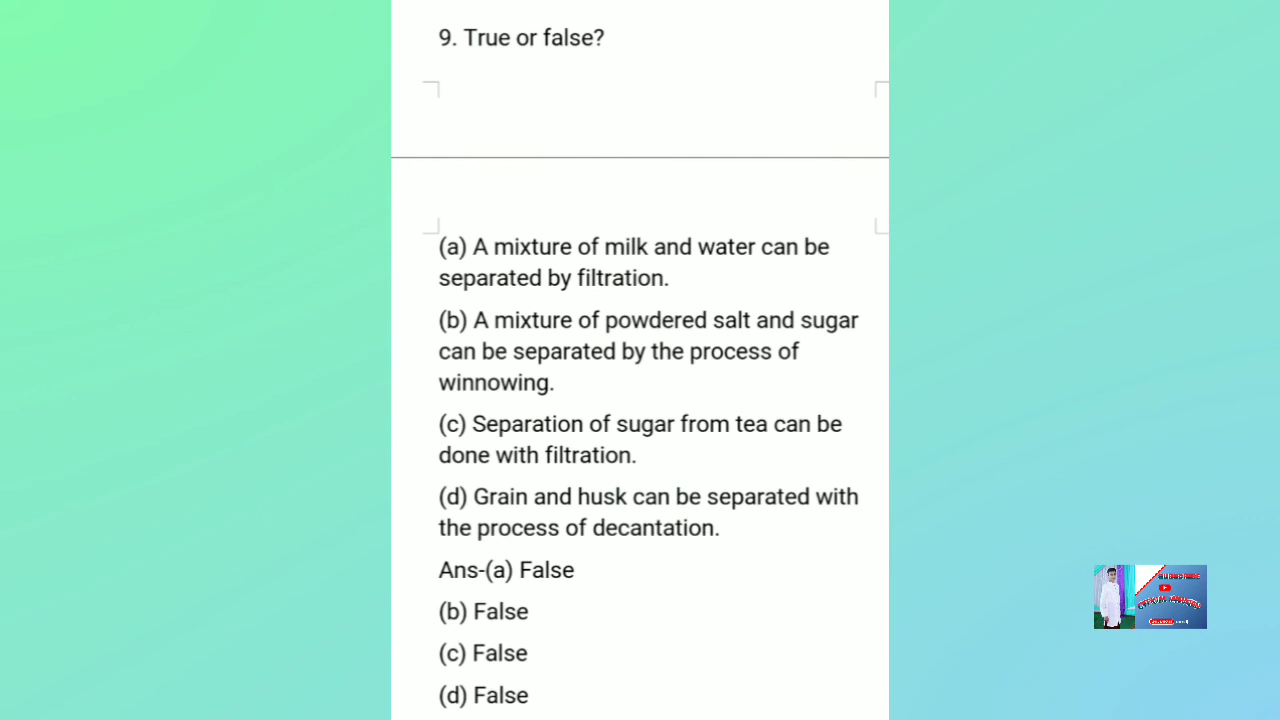 9. True or false?
(a) A mixture of milk and water can be
separated by filtration.
(b) A mixture of powdered salt and sugar
can be separated by the process of
winnowing.
(c) Separation of sugar from tea can be
done with filtration.
(d) Grain and husk can be separated with
the process of decantation.
Ans-(a) False
(b) False
(c) False
(d) False